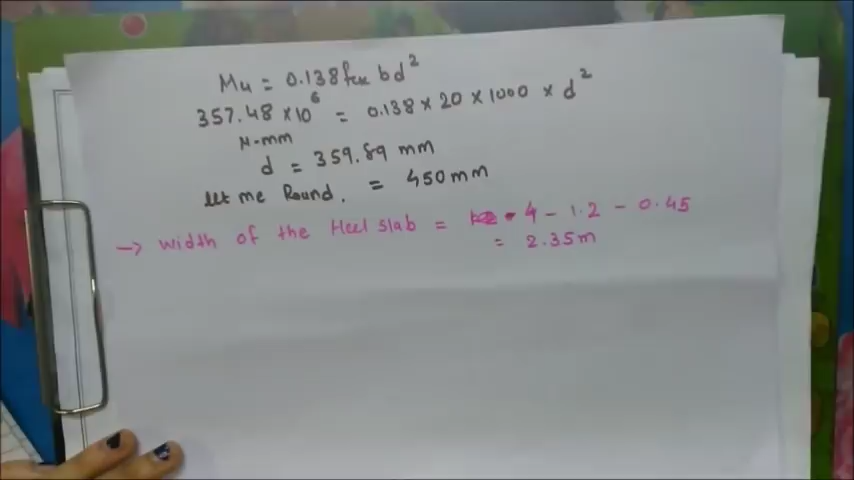 Mu = 0.138 fck bd²
357.48 × 10⁶ = 0.138 × 20 × 1000 × d²
N-mm
d = 359.89 mm
let me Round. = 450 mm
→ width of the Heel slab = 4 - 1.2 - 0.45
= 2.35m